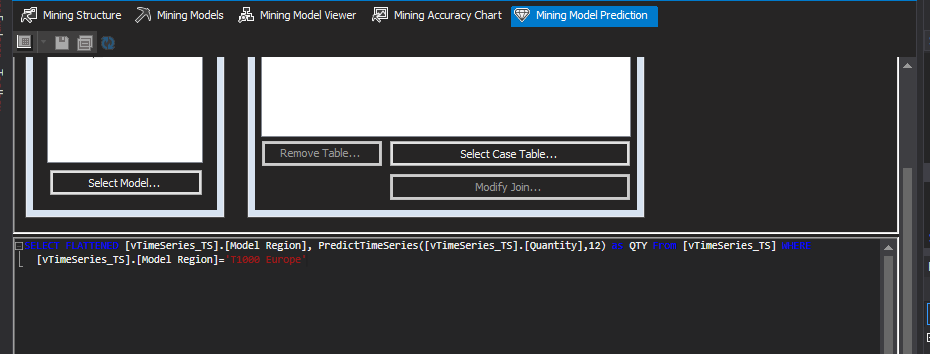 Mining Structure Mining Models Mining Model Viewer Mining Accuracy Chart Mining Model Prediction
Remove Table... Select Case Table...
Select Model... Modify Join...
SELECT FLATTENED [vTimeSeries_TS].[Model Region], PredictTimeSeries([vTimeSeries_TS].[Quantity],12) as QTY from [vTimeSeries_TS] WHERE
[vTimeSeries_TS].[Model Region]='T1000 Europe'